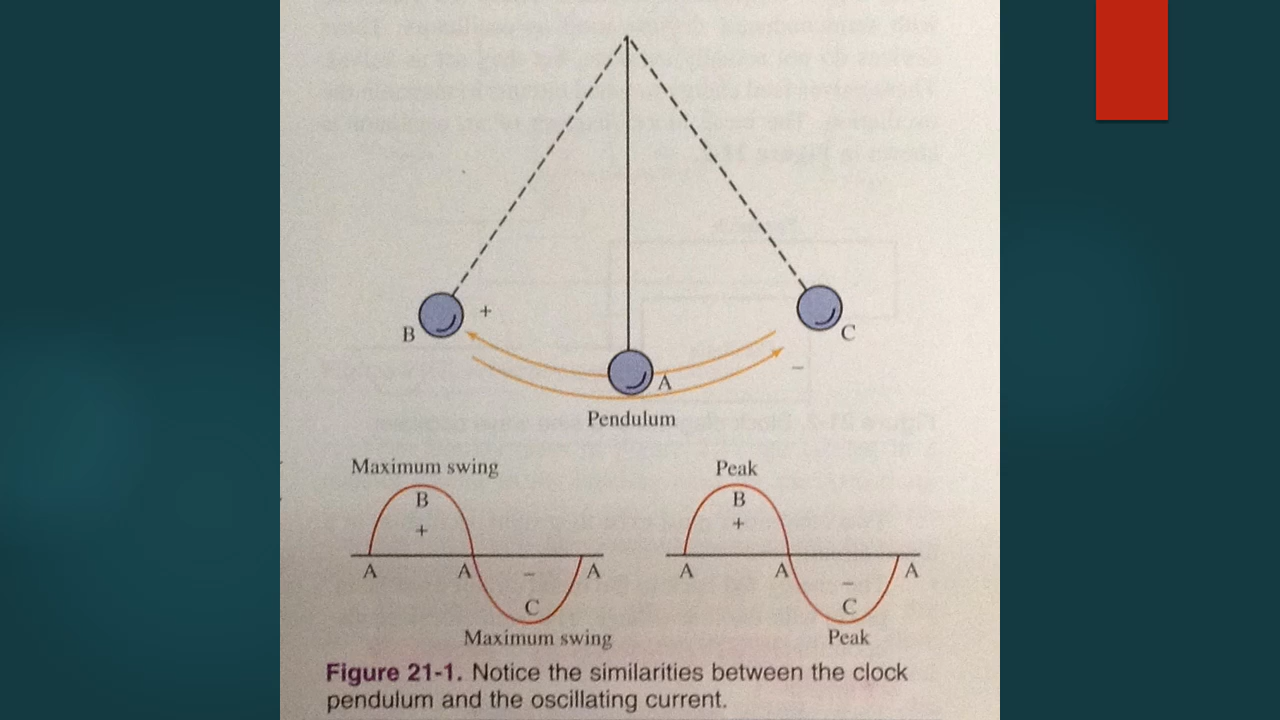 +
B
C
–
A
Pendulum
Maximum swing
B
+
A
A
–
A
C
Maximum swing
Peak
B
+
A
A
–
A
C
Peak
Figure 21-1. Notice the similarities between the clock
pendulum and the oscillating current.